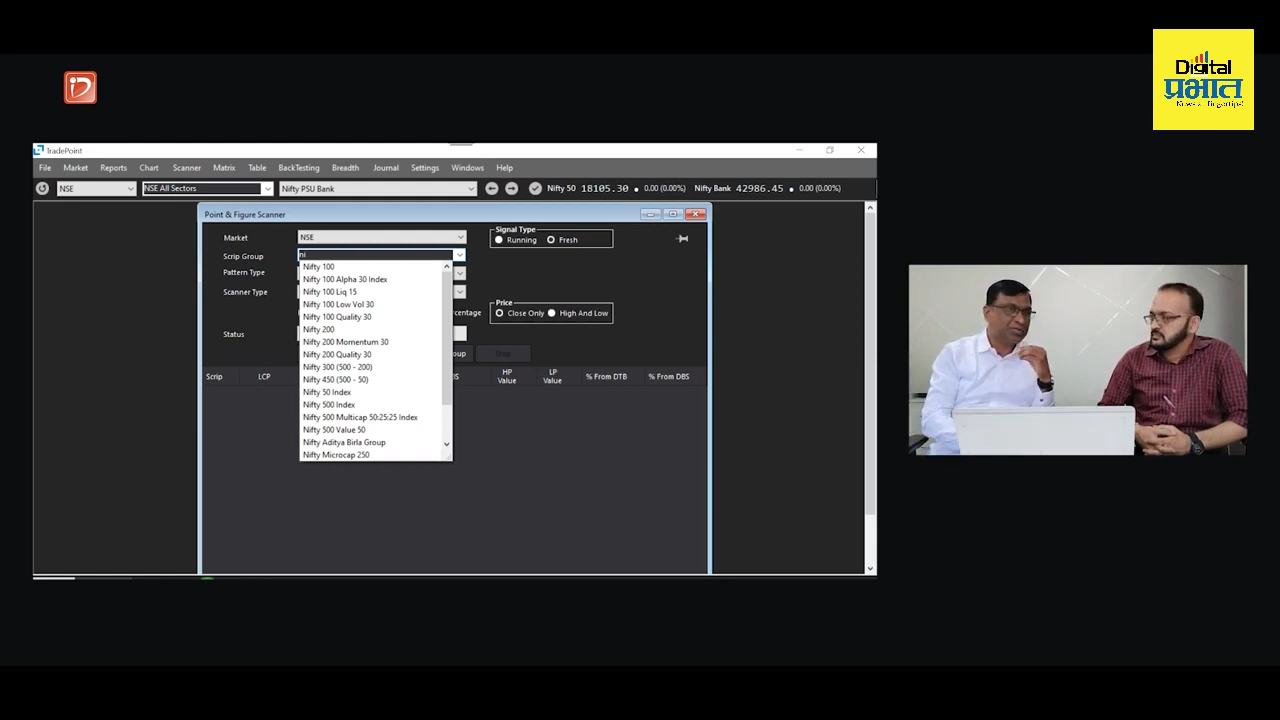 Digital
प्रभात
TradePoint
File Market Reports Chart Scanner Matrix Table BackTesting Breadth Journal Settings Windows Help
NSE NSE All Sectors Nifty PSU Bank Nifty 50 18105.30 0.00 (0.00%) Nifty Bank 42986.45 0.00 (0.00%)
Point & Figure Scanner
Market NSE
Signal Type
Running Fresh
Scrip Group ni
Pattern Type
Scanner Type
Price
rcentage Close Only High And Low
Status
oup Stop
Scrip LCP BS HP Value LP Value % From DTB % From DBS
Nifty 100
Nifty 100 Alpha 30 Index
Nifty 100 Liq 15
Nifty 100 Low Vol 30
Nifty 100 Quality 30
Nifty 200
Nifty 200 Momentum 30
Nifty 200 Quality 30
Nifty 300 (500 - 200)
Nifty 450 (500 - 50)
Nifty 50 Index
Nifty 500 Index
Nifty 500 Multicap 50:25:25 Index
Nifty 500 Value 50
Nifty Aditya Birla Group
Nifty Microcap 250